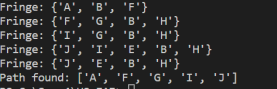 Fringe: {'A', 'B', 'F'}
Fringe: {'F', 'G', 'B', 'H'}
Fringe: {'I', 'G', 'B', 'H'}
Fringe: {'J', 'I', 'E', 'B', 'H'}
Fringe: {'J', 'E', 'B', 'H'}
Path found: ['A', 'F', 'G', 'I', 'J']